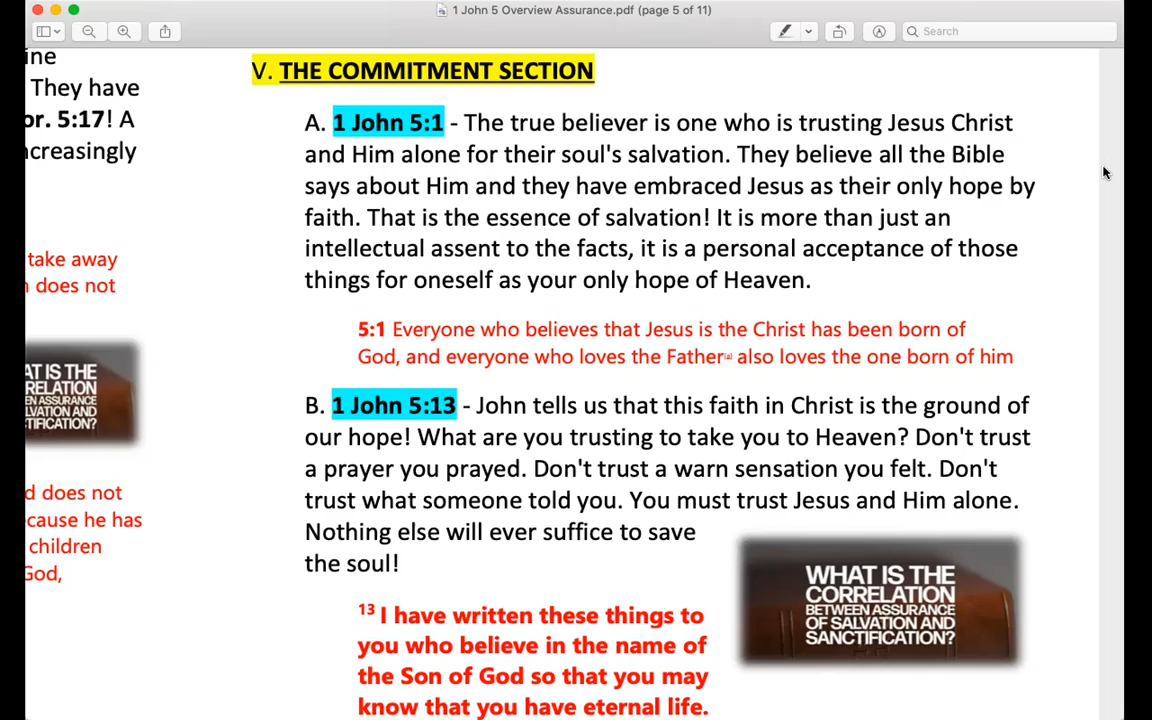 1 John 5 Overview Assurance.pdf (page 5 of 11)
Search
ine
They have
or. 5:17! A
ncreasingly
take away
n does not
AT IS THE
RELATION
EN ASSURANCE
LVATION AND
TIFICATION?
d does not
cause he has
children
God,
V. THE COMMITMENT SECTION
A. 1 John 5:1 - The true believer is one who is trusting Jesus Christ
and Him alone for their soul's salvation. They believe all the Bible
says about Him and they have embraced Jesus as their only hope by
faith. That is the essence of salvation! It is more than just an
intellectual assent to the facts, it is a personal acceptance of those
things for oneself as your only hope of Heaven.
5:1 Everyone who believes that Jesus is the Christ has been born of
God, and everyone who loves the Father[a] also loves the one born of him
B. 1 John 5:13 - John tells us that this faith in Christ is the ground of
our hope! What are you trusting to take you to Heaven? Don't trust
a prayer you prayed. Don't trust a warn sensation you felt. Don't
trust what someone told you. You must trust Jesus and Him alone.
Nothing else will ever suffice to save
the soul!
WHAT IS THE
CORRELATION
BETWEEN ASSURANCE
OF SALVATION AND
SANCTIFICATION?
13 I have written these things to
you who believe in the name of
the Son of God so that you may
know that you have eternal life.